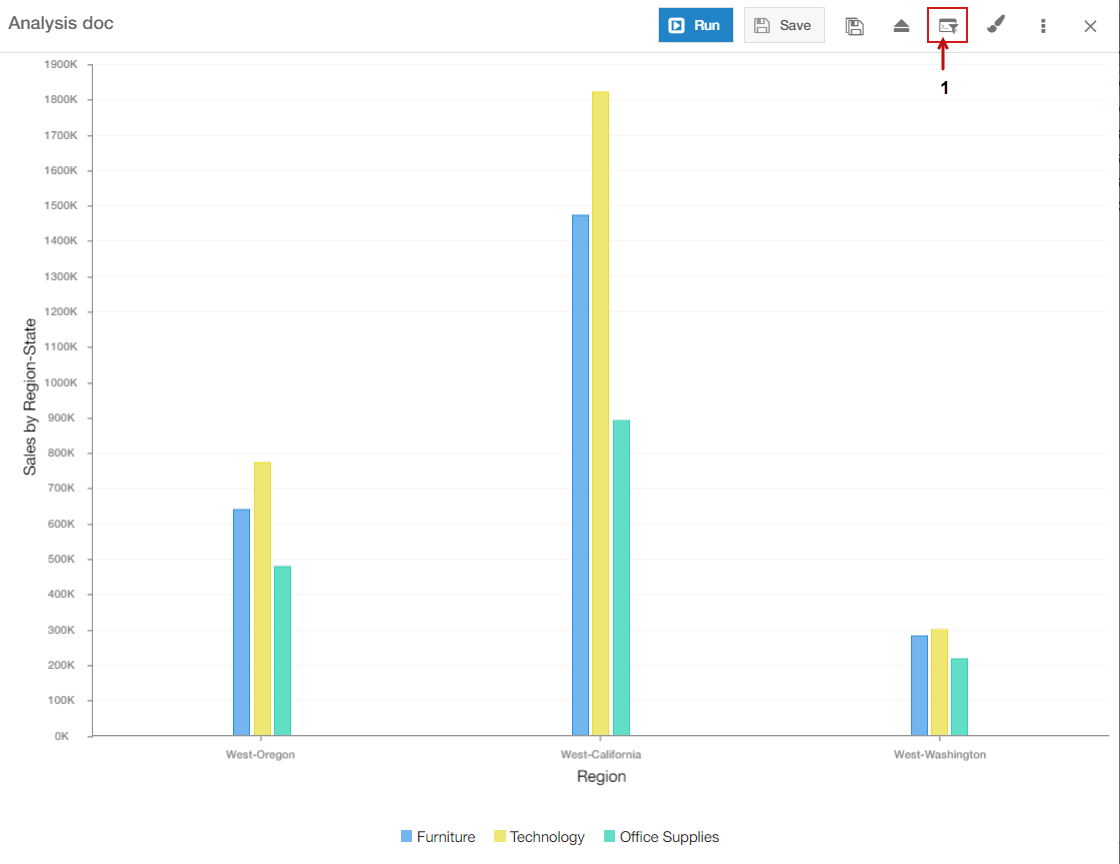 Analysis doc
Run
Save
1
1900K
1800K
1700K
1600K
1500K
1400K
1300K
1200K
1100K
1000K
900K
800K
700K
600K
500K
400K
300K
200K
100K
0K
Sales by Region-State
West-Oregon
West-California
West-Washington
Region
Furniture
Technology
Office Supplies